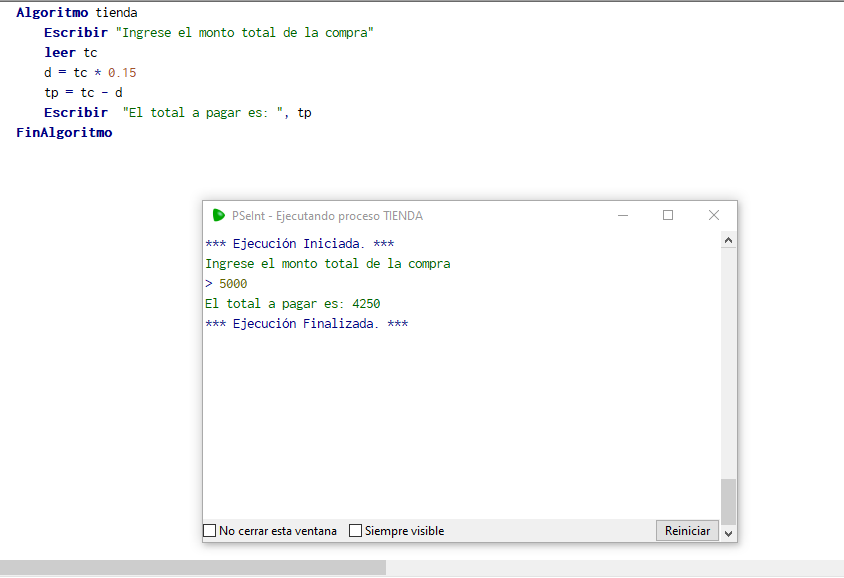 Algoritmo tienda
Escribir "Ingrese el monto total de la compra"
leer tc
d = tc * 0.15
tp = tc - d
Escribir  "El total a pagar es: ", tp
FinAlgoritmo
PSeInt - Ejecutando proceso TIENDA
*** Ejecución Iniciada. ***
Ingrese el monto total de la compra
> 5000
El total a pagar es: 4250
*** Ejecución Finalizada. ***
No cerrar esta ventana Siempre visible Reiniciar